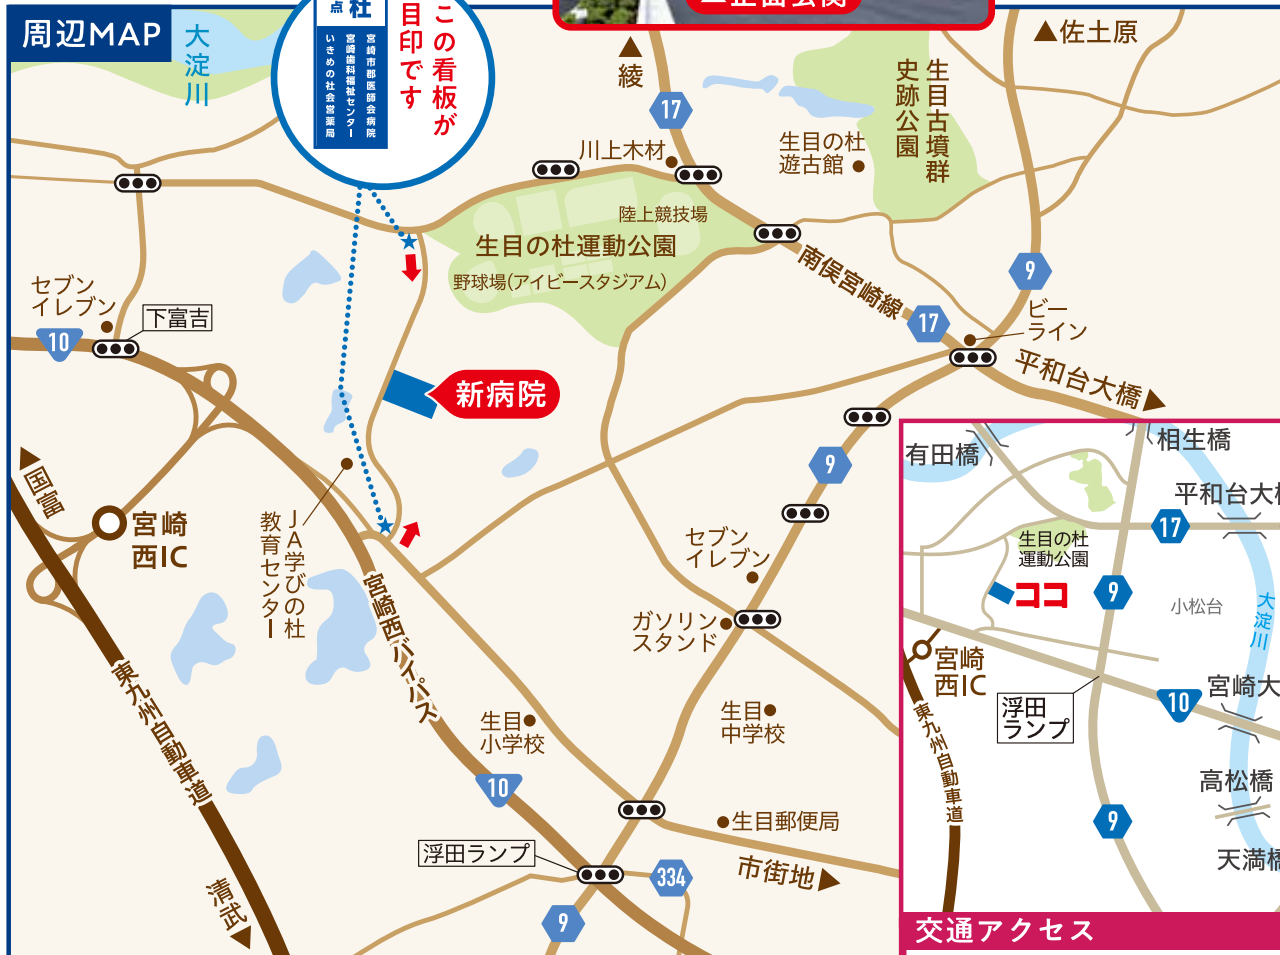 周辺MAP
大淀川
点
杜
宮崎市郡医師会病院
宮崎歯科福祉センター
いきめの社会営薬局
この看板が
目印です
正面玄関
▲佐土原
▲綾
17
川上木材
生目の杜
遊古館
生目古墳群
史跡公園
陸上競技場
生目の杜運動公園
野球場(アイビースタジアム)
南俣宮崎線
17
9
ビー
ライン
平和台大橋▶
セブン
イレブン
下富吉
10
新病院
9
▲国富
宮崎
西IC
JA学びの杜
教育センター
宮崎西バイパス
東九州自動車道
清武▼
セブン
イレブン
ガソリン
スタンド
生目
小学校
生目
中学校
10
生目郵便局
浮田ランプ
市街地▶
334
9
有田橋
相生橋
平和台大
17
生目の杜
運動公園
ココ
9
小松台
大淀川
宮崎
西IC
宮崎大
浮田
ランプ
10
東九州自動車道
高松橋
9
天満橋
交通アクセス